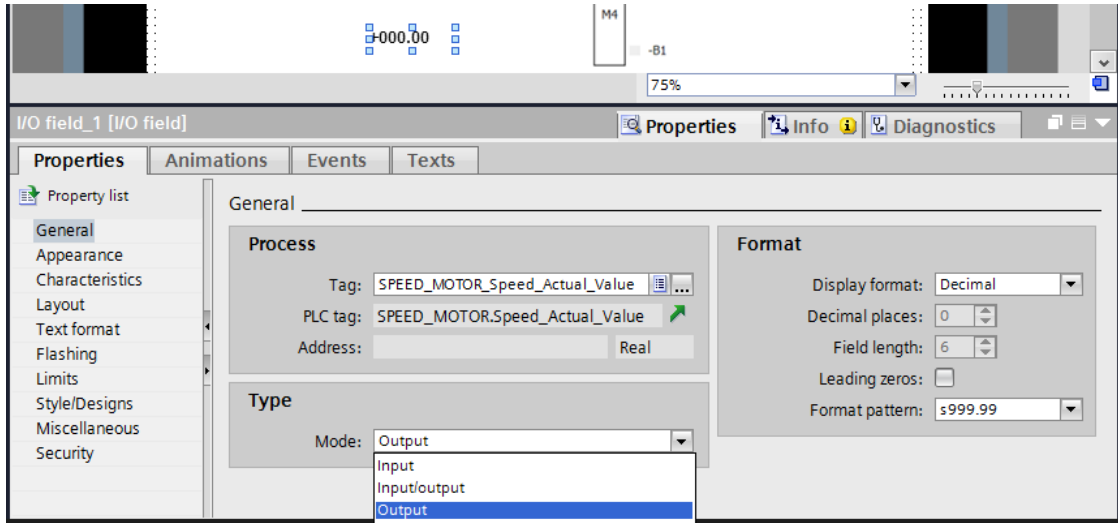 M4
+000.00
-B1
75%
I/O field_1 [I/O field]
Properties
Info
Diagnostics
Properties
Animations
Events
Texts
Property list
General
Appearance
Characteristics
Layout
Text format
Flashing
Limits
Style/Designs
Miscellaneous
Security
General
Process
Tag: SPEED_MOTOR_Speed_Actual_Value ...
PLC tag: SPEED_MOTOR.Speed_Actual_Value
Address: Real
Type
Mode: Output
Input
Input/output
Output
Format
Display format: Decimal
Decimal places: 0
Field length: 6
Leading zeros:
Format pattern: s999.99